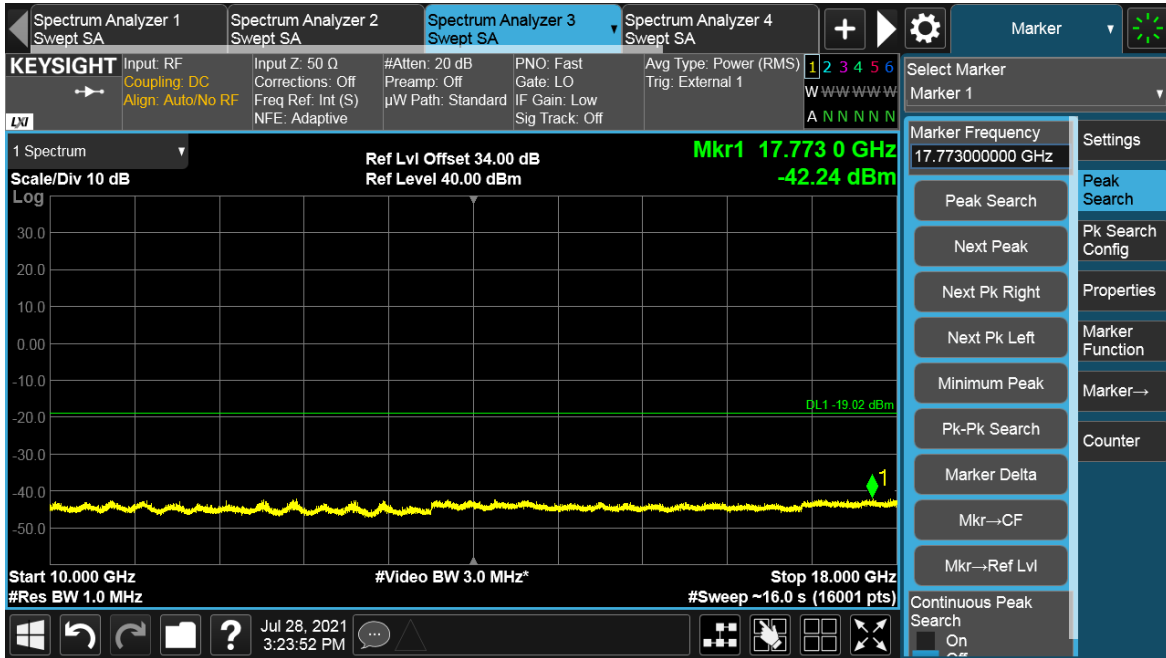 Spectrum Analyzer 1
Swept SA
Spectrum Analyzer 2
Swept SA
Spectrum Analyzer 3
Swept SA
Spectrum Analyzer 4
Swept SA
Marker
KEYSIGHT
LXI
Input: RF
Coupling: DC
Align: Auto/No RF
Input Z: 50 Ω
Corrections: Off
Freq Ref: Int (S)
NFE: Adaptive
#Atten: 20 dB
Preamp: Off
µW Path: Standard
PNO: Fast
Gate: LO
IF Gain: Low
Sig Track: Off
Avg Type: Power (RMS)
Trig: External 1
1 2 3 4 5 6
W W W W W W
A N N N N N
Select Marker
Marker 1
1 Spectrum
Scale/Div 10 dB
Log
Ref Lvl Offset 34.00 dB
Ref Level 40.00 dBm
Mkr1 17.773 0 GHz
-42.24 dBm
30.0
20.0
10.0
0.00
-10.0
-20.0
-30.0
-40.0
-50.0
DL1 -19.02 dBm
1
Start 10.000 GHz
#Res BW 1.0 MHz
#Video BW 3.0 MHz*
Stop 18.000 GHz
#Sweep ~16.0 s (16001 pts)
Marker Frequency
17.773000000 GHz
Peak Search
Next Peak
Next Pk Right
Next Pk Left
Minimum Peak
Pk-Pk Search
Marker Delta
Mkr→CF
Mkr→Ref Lvl
Continuous Peak
Search
On
Off
Settings
Peak
Search
Pk Search
Config
Properties
Marker
Function
Marker→
Counter
?
Jul 28, 2021
3:23:52 PM